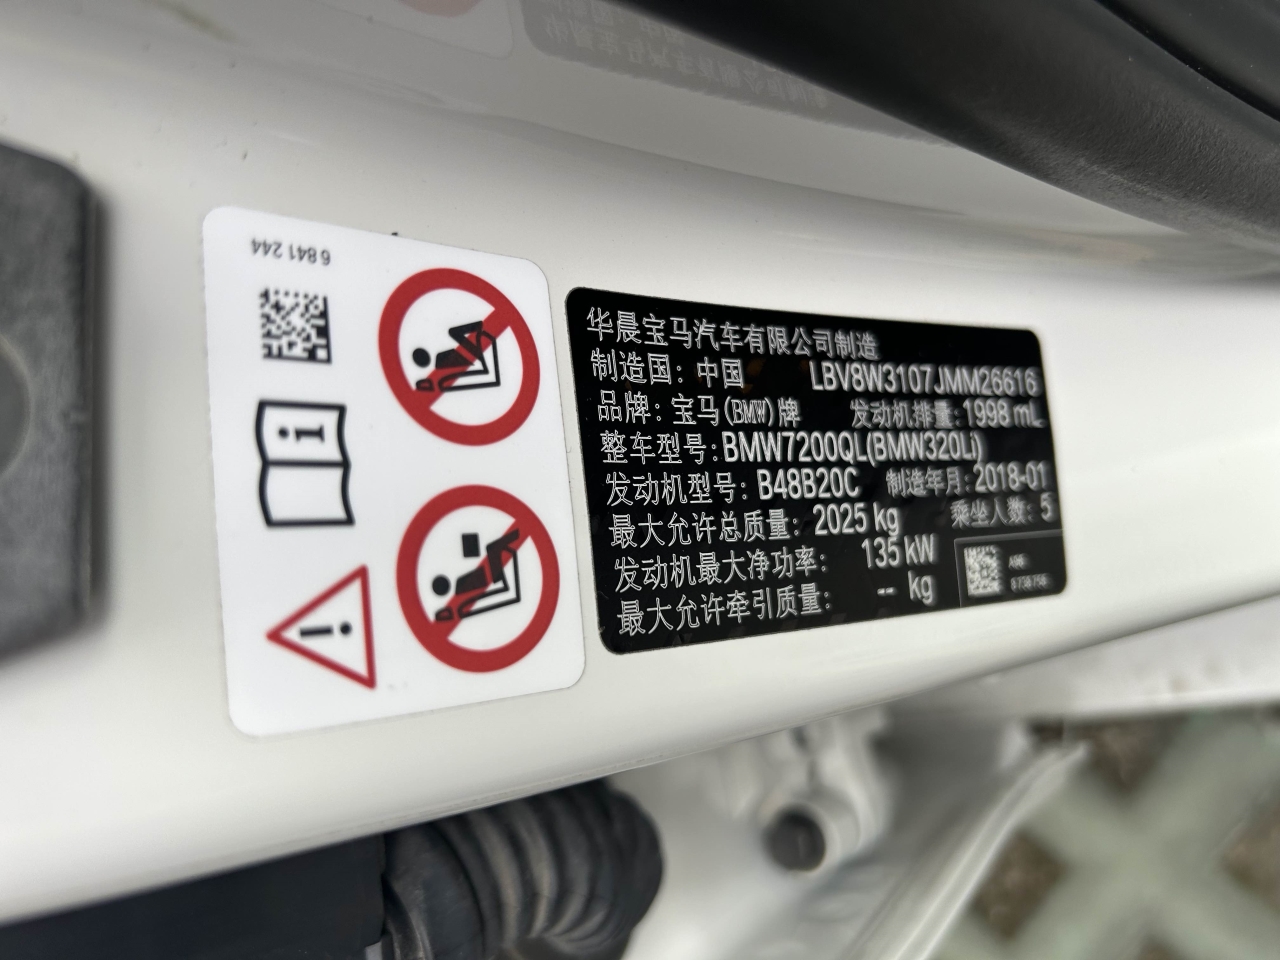 6 841 244
华晨宝马汽车有限公司制造
制造国：中国 LBV8W3107JMM26616
品牌：宝马(BMW)牌 发动机排量：1998 mL
整车型号：BMW7200QL(BMW320Li)
发动机型号：B48B20C 制造年月：2018-01
最大允许总质量：2025 kg 乘坐人数：5
发动机最大净功率：135 kW
最大允许牵引质量：-- kg